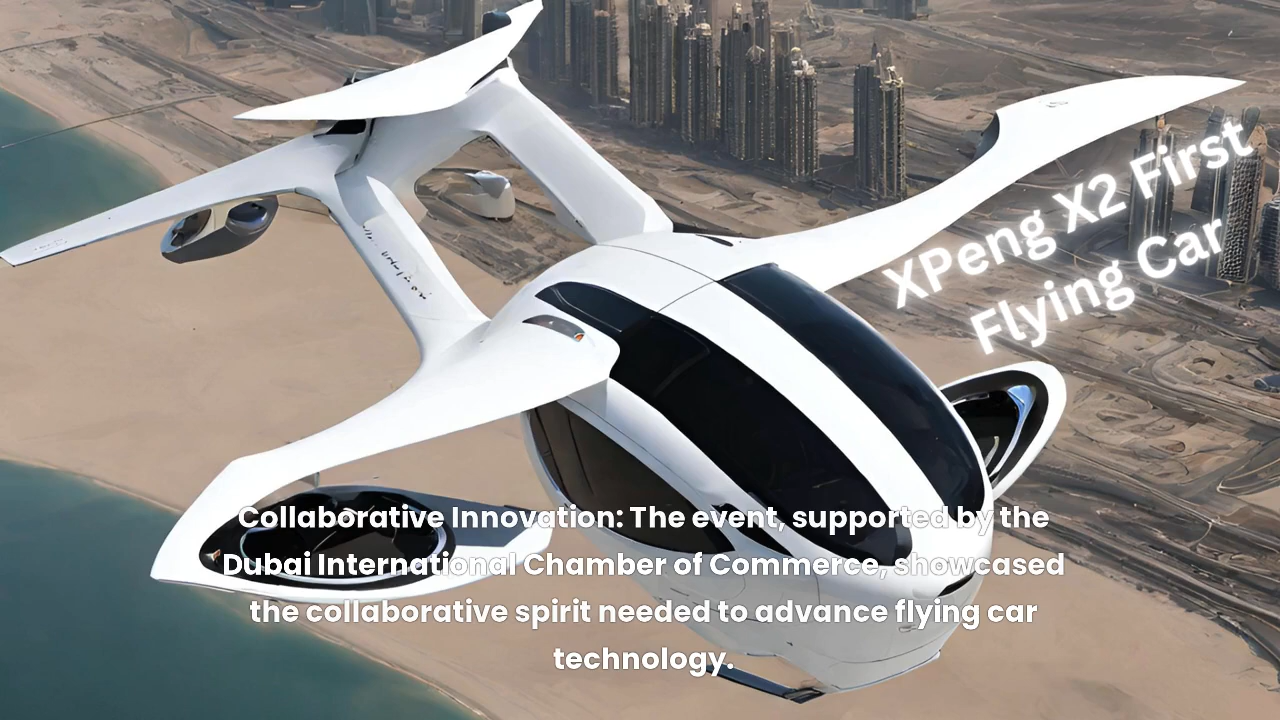 XPeng X2 First
Flying Car
Collaborative Innovation: The event, supported by the
Dubai International Chamber of Commerce, showcased
the collaborative spirit needed to advance flying car
technology.